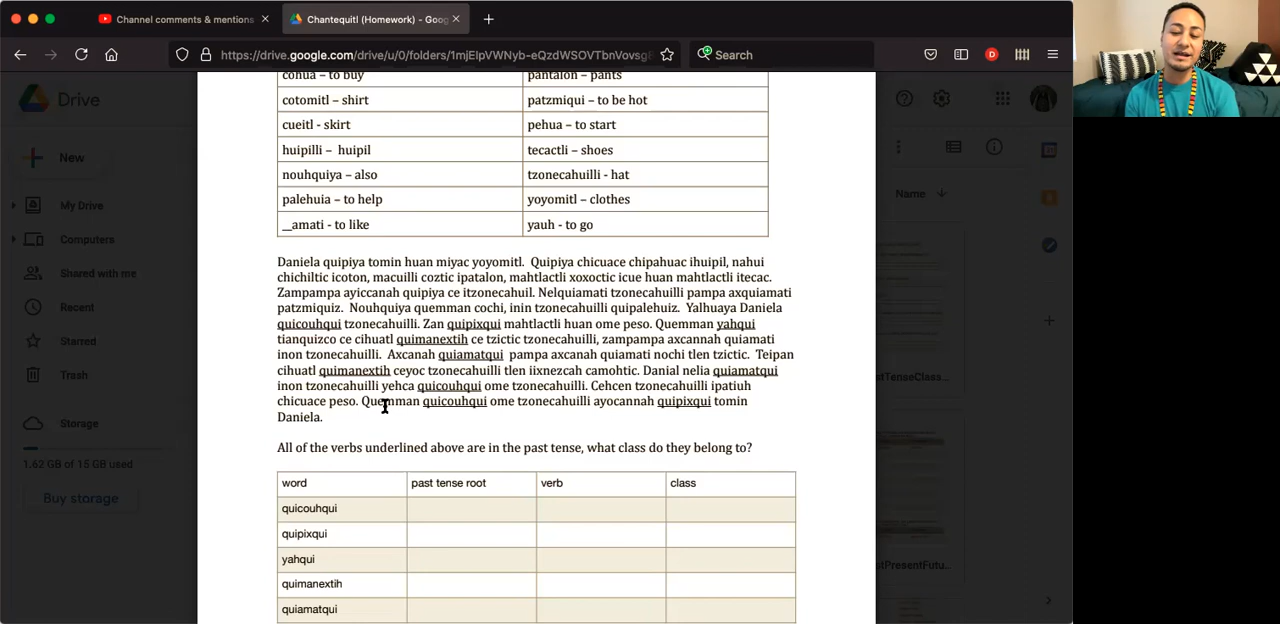 Channel comments & mentions
Chantequitl (Homework) - Goog
https://drive.google.com/drive/u/0/folders/1mjElpVWNyb-eQzdWSOVTbnVovsg
Search
Drive
New
My Drive
Computers
Shared with me
Recent
Starred
Trash
Storage
1.62 GB of 15 GB used
Buy storage
Name
cohua – to buy
pantalon – pants
cotomitl – shirt
patzmiqui – to be hot
cueitl - skirt
pehua – to start
huipilli – huipil
tecactli – shoes
nouhquiya – also
tzonecahuilli - hat
palehuia – to help
yoyomitl – clothes
__amati - to like
yauh - to go
Daniela quipiya tomin huan miyac yoyomitl. Quipiya chicuace chipahuac ihuipil, nahui
chichiltic icoton, macuilli coztic ipatalon, mahtlactli xoxoctic icue huan mahtlactli itecac.
Zampampa ayiccanah quipiya ce itzonecahuil. Nelquiamati tzonecahuilli pampa axquiamati
patzmiquiz. Nouhquiya quemman cochi, inin tzonecahuilli quipalehuiz. Yalhuaya Daniela
quicouhqui tzonecahuilli. Zan quipixqui mahtlactli huan ome peso. Quemman yahqui
tianquizco ce cihuatl quimanextih ce tzictic tzonecahuilli, zampampa axcannah quiamati
inon tzonecahuilli. Axcanah quiamatqui pampa axcannah quiamati nochi tlen tzictic. Teipan
cihuatl quimanextih ceyoc tzonecahuilli tlen iixnezcah camohtic. Danial nelia quiamatqui
inon tzonecahuilli yehca quicouhqui ome tzonecahuilli. Cehcen tzonecahuilli ipatiuh
chicuace peso. Quemman quicouhqui ome tzonecahuilli ayocannah quipixqui tomin
Daniela.
All of the verbs underlined above are in the past tense, what class do they belong to?
word
past tense root
verb
class
quicouhqui
quipixqui
yahqui
quimanextih
quiamatqui